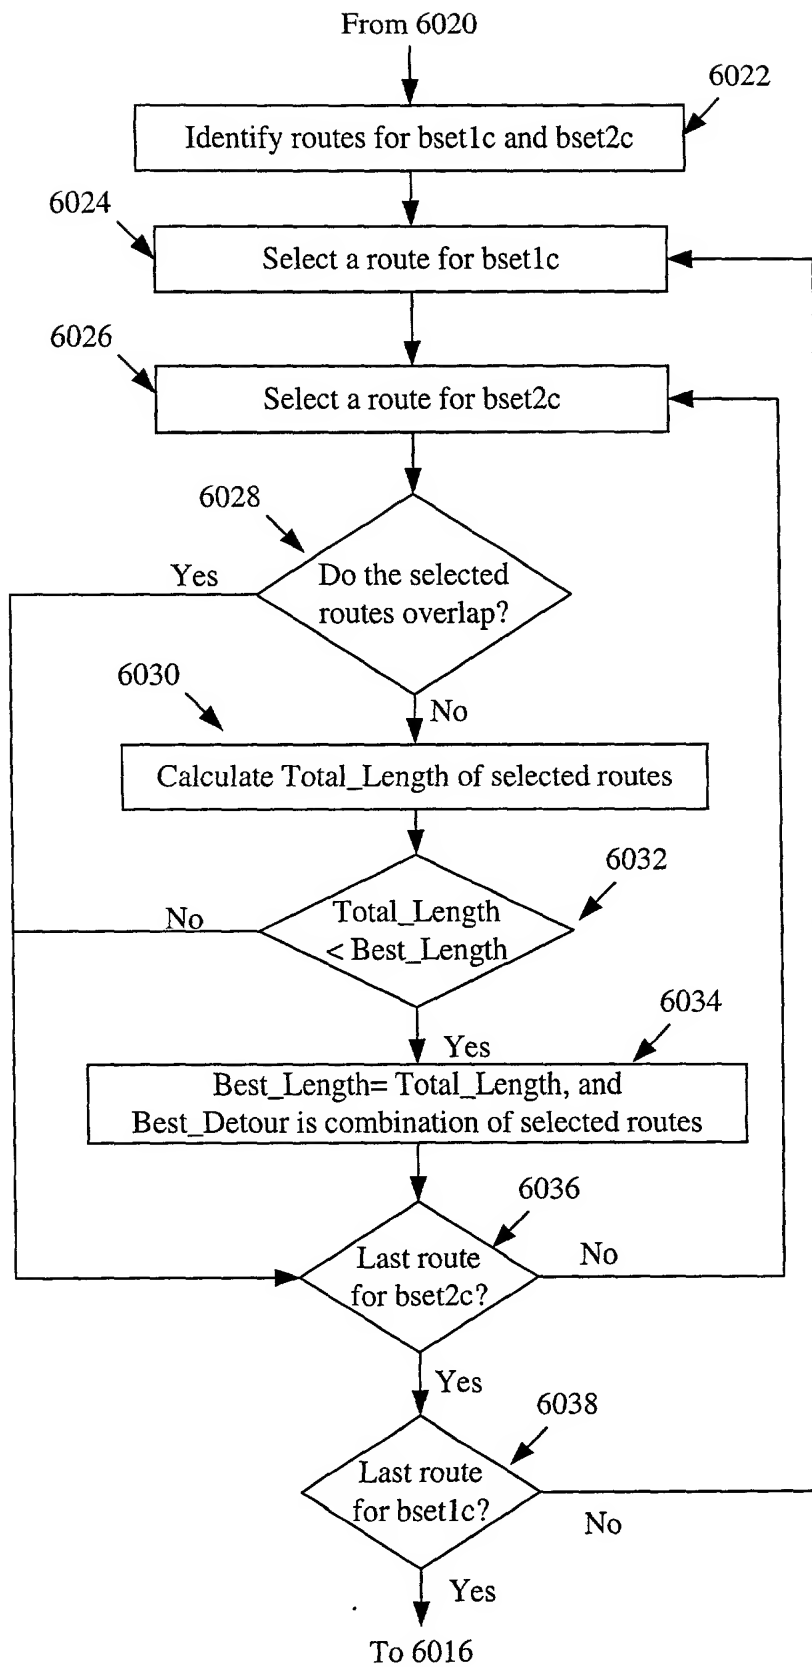 From 6020
6022
Identify routes for bset1c and bset2c
6024
Select a route for bset1c
6026
Select a route for bset2c
6028
Yes
Do the selected
routes overlap?
6030
No
Calculate Total_Length of selected routes
6032
No
Total_Length
< Best_Length
6034
Yes
Best_Length= Total_Length, and
Best_Detour is combination of selected routes
6036
Last route
for bset2c?
No
Yes
6038
Last route
for bset1c?
No
Yes
To 6016